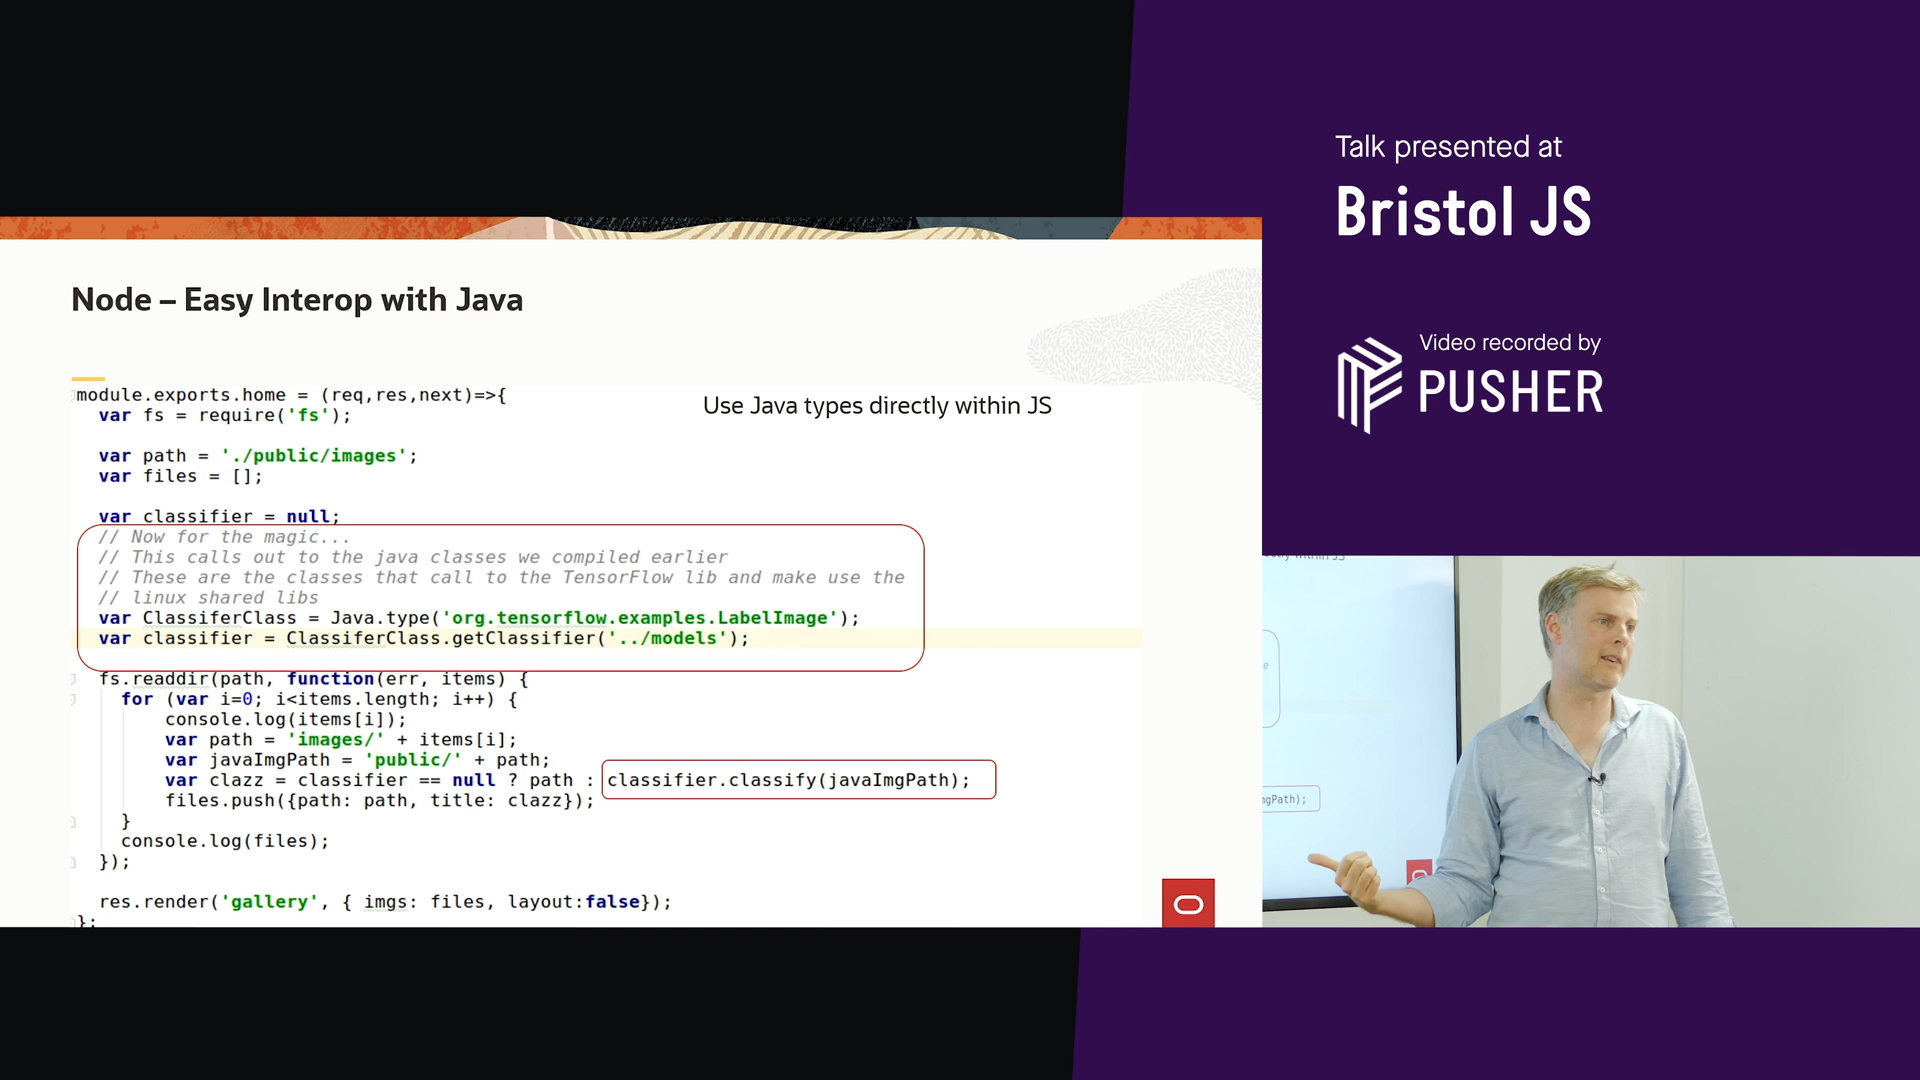 Talk presented at
Bristol JS
Video recorded by
PUSHER
Node – Easy Interop with Java
Use Java types directly within JS
module.exports.home = (req,res,next)=>{
var fs = require('fs');
var path = './public/images';
var files = [];
var classifier = null;
// Now for the magic...
// This calls out to the java classes we compiled earlier
// These are the classes that call to the TensorFlow lib and make use the
// linux shared libs
var ClassiferClass = Java.type('org.tensorflow.examples.LabelImage');
var classifier = ClassiferClass.getClassifier('../models');
fs.readdir(path, function(err, items) {
for (var i=0; i<items.length; i++) {
console.log(items[i]);
var path = 'images/' + items[i];
var javaImgPath = 'public/' + path;
var clazz = classifier == null ? path : classifier.classify(javaImgPath);
files.push({path: path, title: clazz});
}
console.log(files);
});
res.render('gallery', { imgs: files, layout:false});
};
gPath);